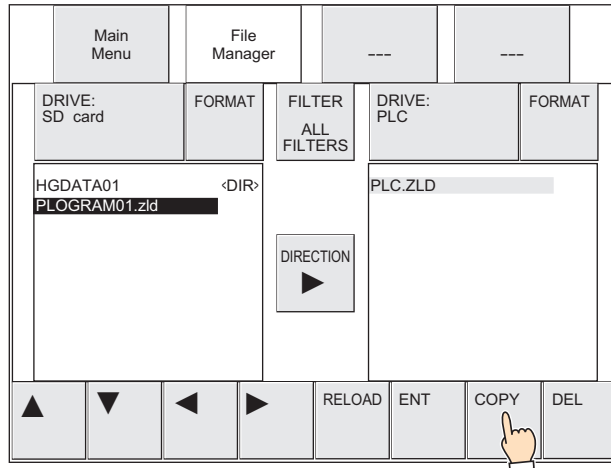 Main
Menu
File
Manager
---
---
DRIVE:
SD card
FORMAT
FILTER
ALL
FILTERS
DRIVE:
PLC
FORMAT
HGDATA01 <DIR>
PLOGRAM01.zld
PLC.ZLD
DIRECTION
RELOAD
ENT
COPY
DEL